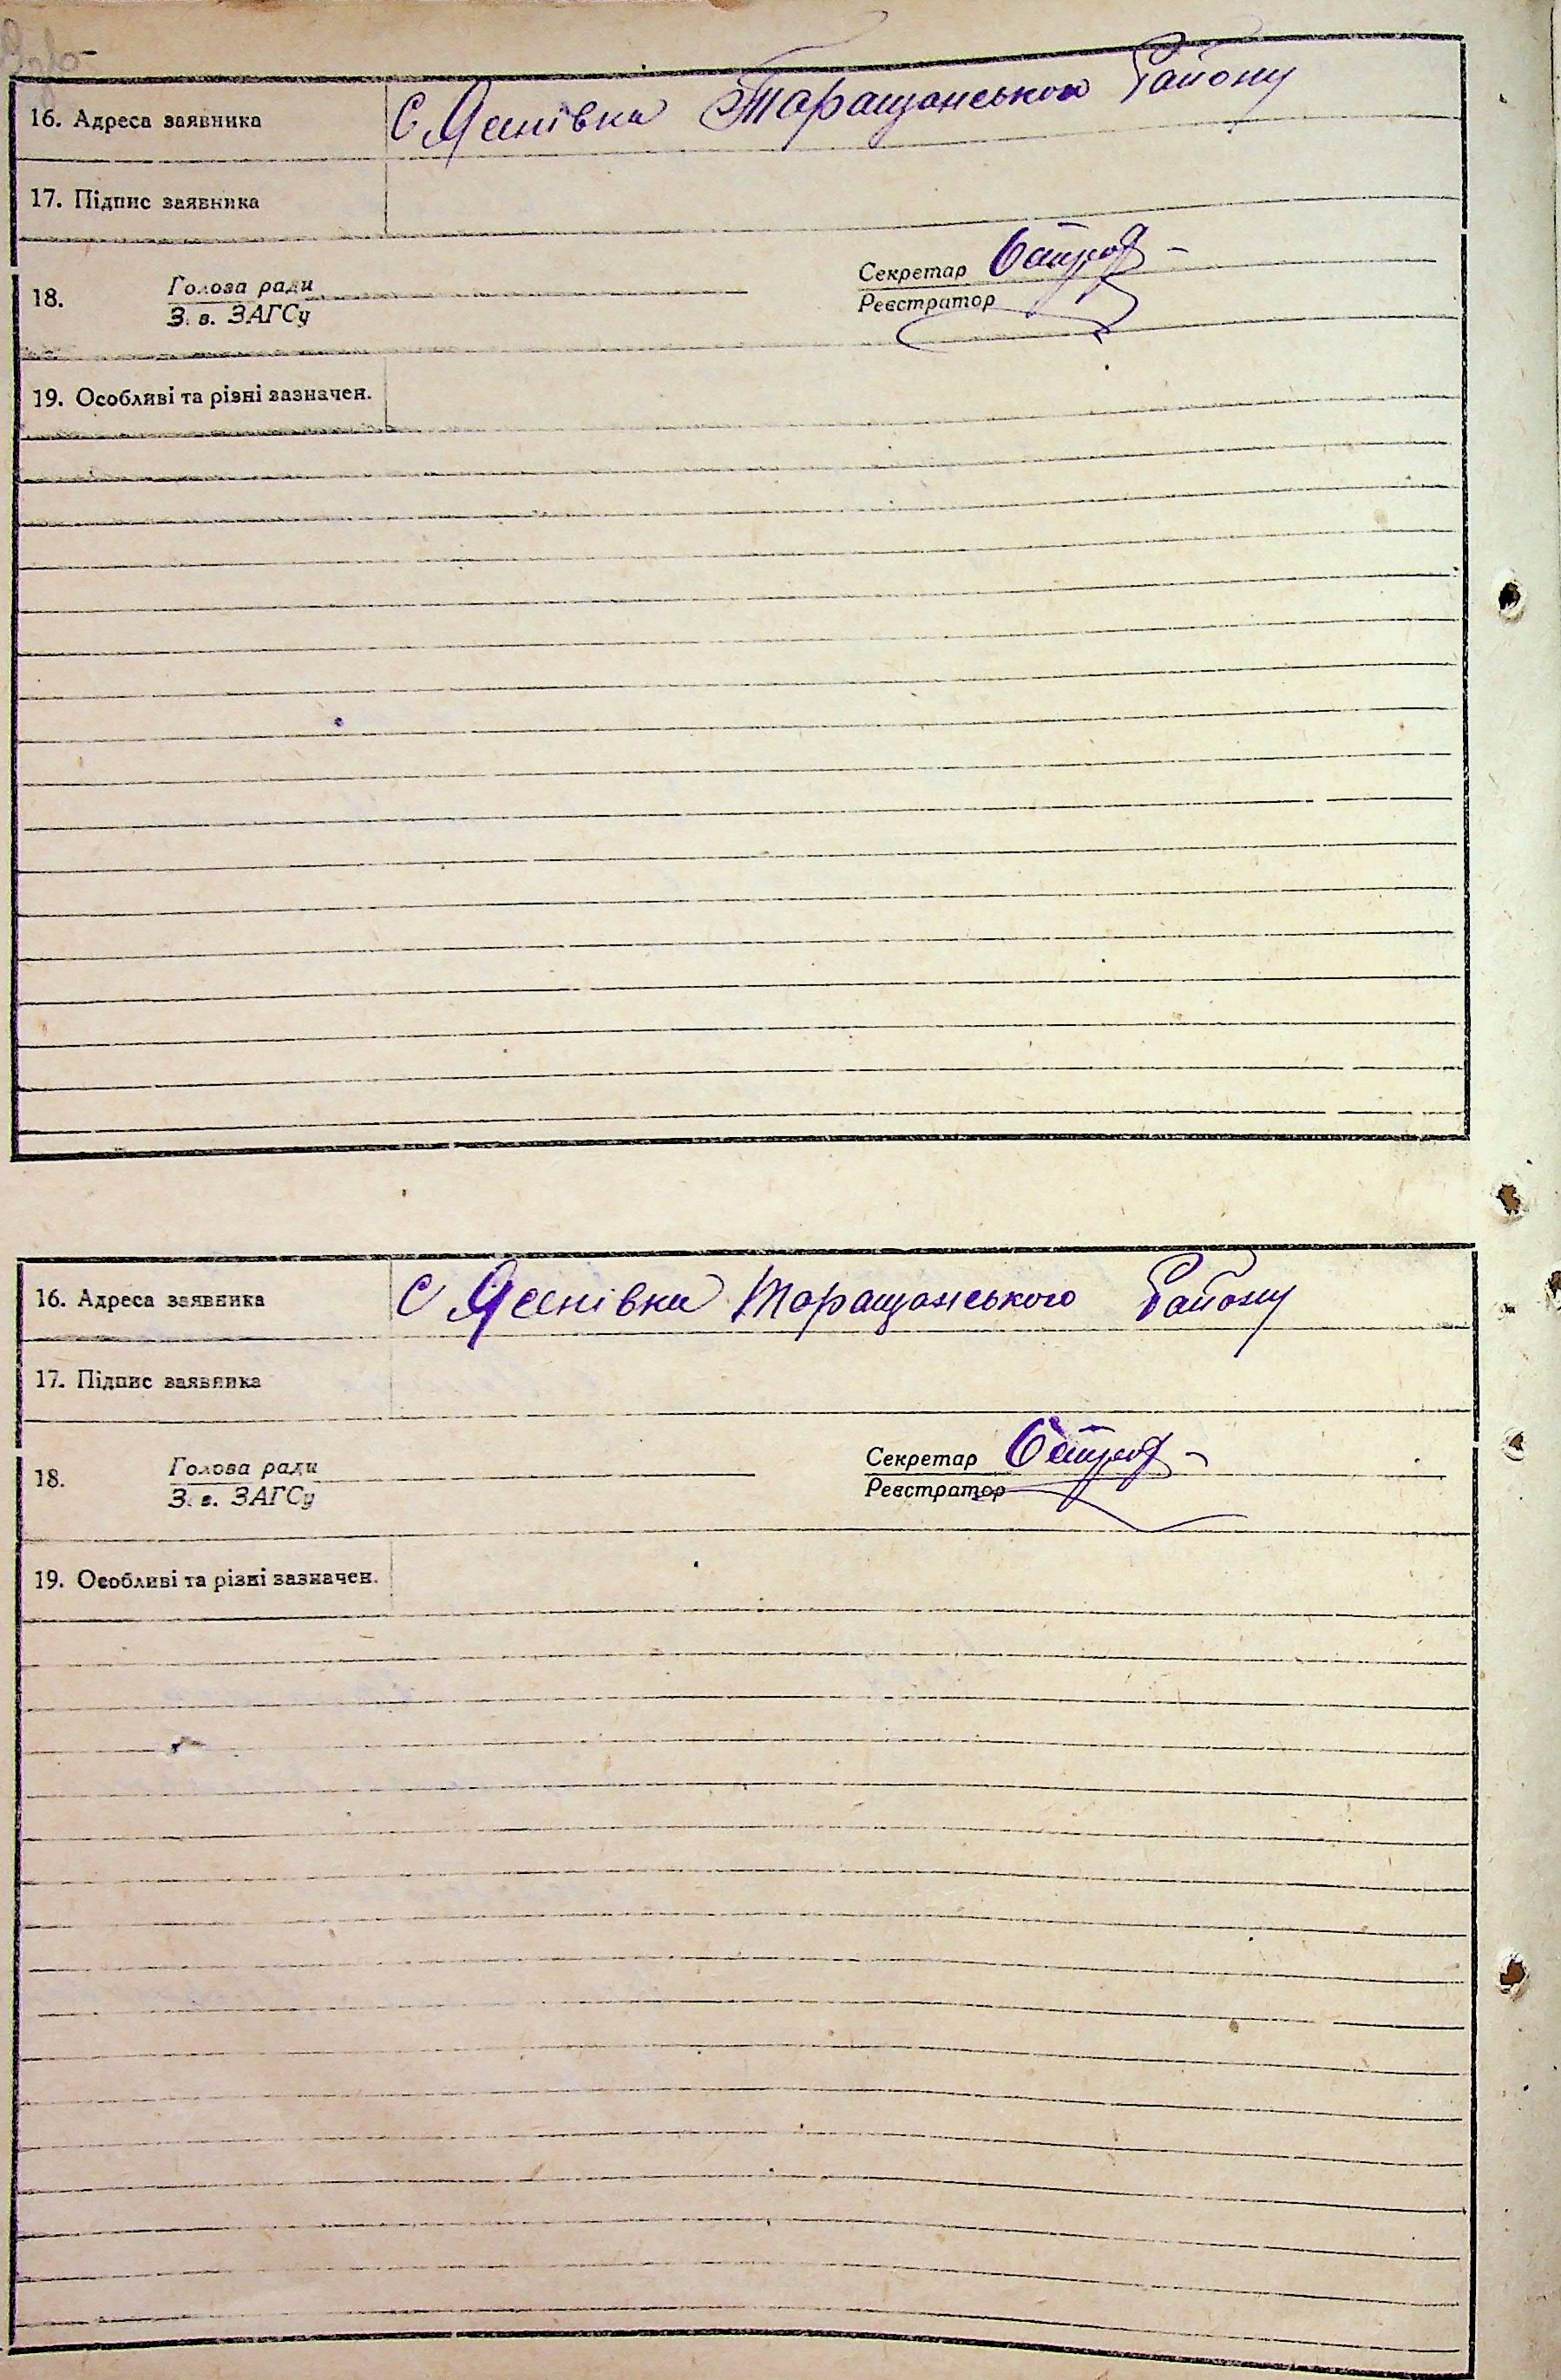 16. Адреса заявника С Яснівка Таращанського Району
17. Підпис заявника
Голова ради Секретар
18.
З. в. ЗАГСу Реєстратор
19. Особливі та різні зазначен.
16. Адреса заявника С Яснівка Таращанського Району
17. Підпис заявника
Голова ради Секретар
18.
З. в. ЗАГСу Реєстратор
19. Особливі та різні зазначен.